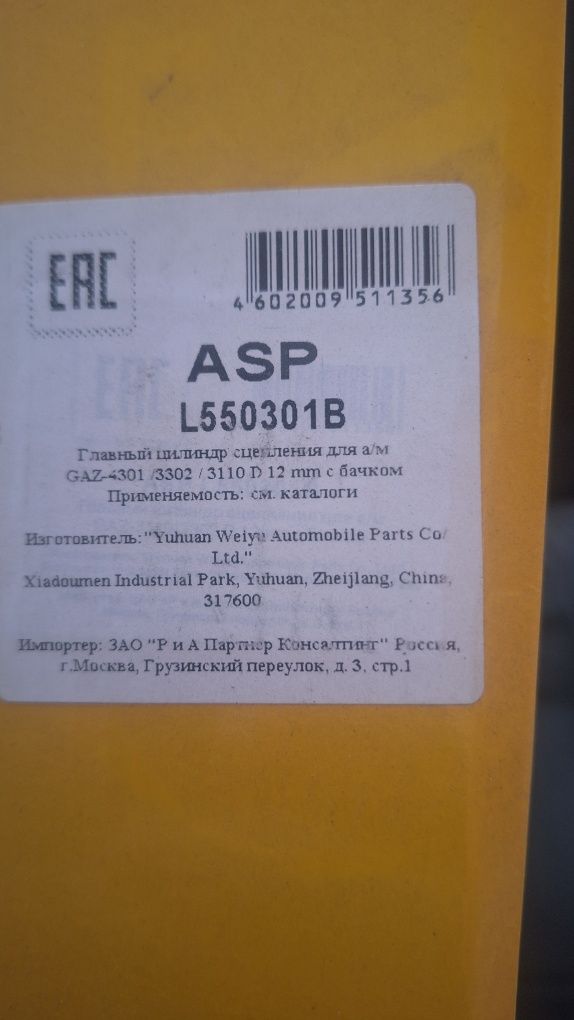 EAC
4 602009 511356
ASP
L550301B
Главный цилиндр сцепления для а/м
GAZ-4301 /3302 / 3110 D 12 mm с бачком
Применяемость: см. каталоги
Изготовитель:"Yuhuan Weiyu Automobile Parts Co/
Ltd."
Xiadoumen Industrial Park, Yuhuan, Zheijlang, China,
317600
Импортер: ЗАО "Р и А Партнер Консалтинг" Россия,
г.Москва, Грузинский переулок, д. 3, стр.1